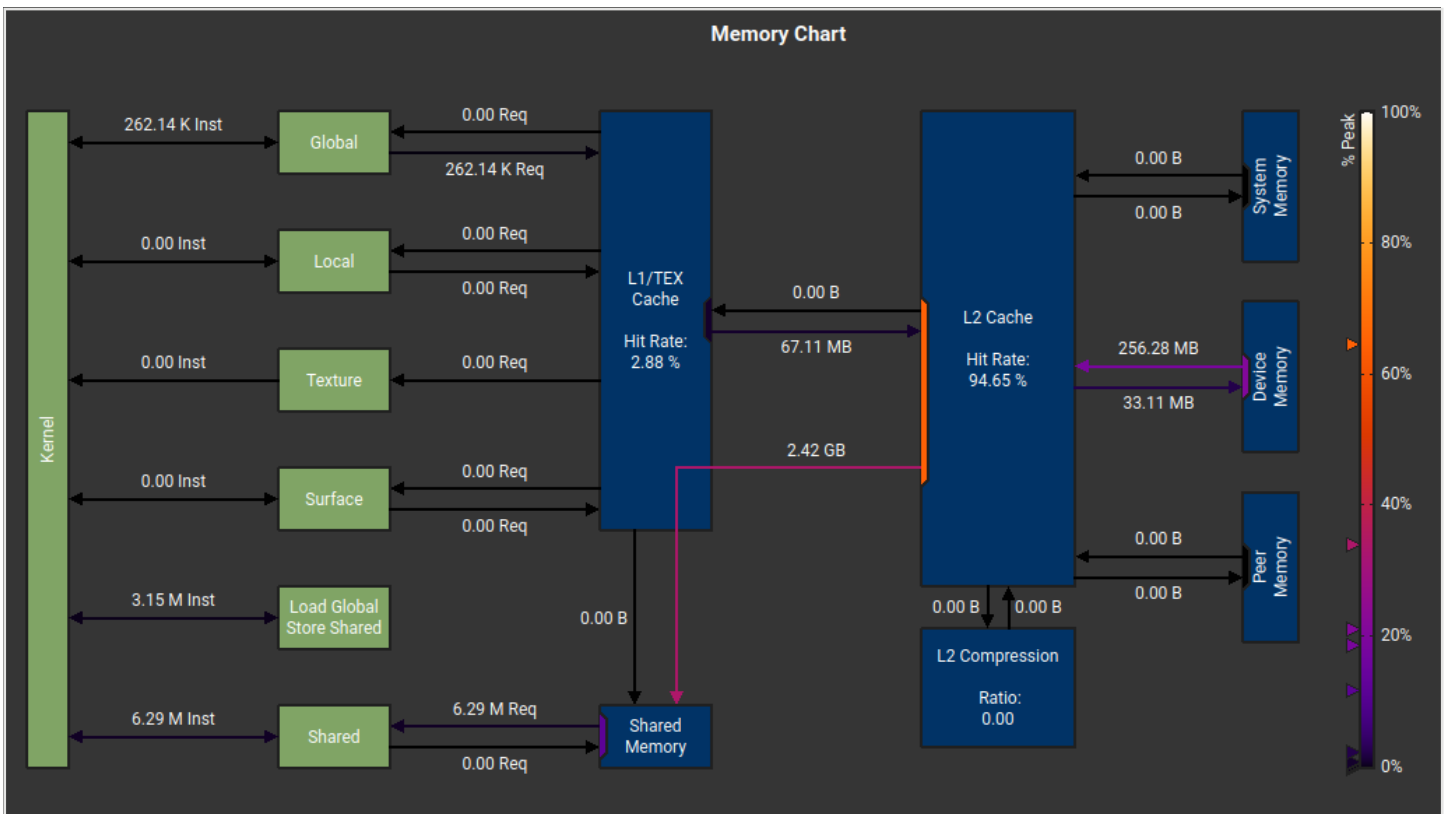 Memory Chart
Kernel
262.14 K Inst
Global
0.00 Req
262.14 K Req
0.00 Inst
Local
0.00 Req
0.00 Req
0.00 Inst
Texture
0.00 Req
0.00 Inst
Surface
0.00 Req
0.00 Req
3.15 M Inst
Load Global
Store Shared
6.29 M Inst
Shared
6.29 M Req
0.00 Req
L1/TEX
Cache
Hit Rate:
2.88 %
0.00 B
Shared
Memory
0.00 B
67.11 MB
2.42 GB
L2 Cache
Hit Rate:
94.65 %
0.00 B
0.00 B
L2 Compression
Ratio:
0.00
0.00 B
0.00 B
System
Memory
256.28 MB
33.11 MB
Device
Memory
0.00 B
0.00 B
Peer
Memory
% Peak
100%
80%
60%
40%
20%
0%